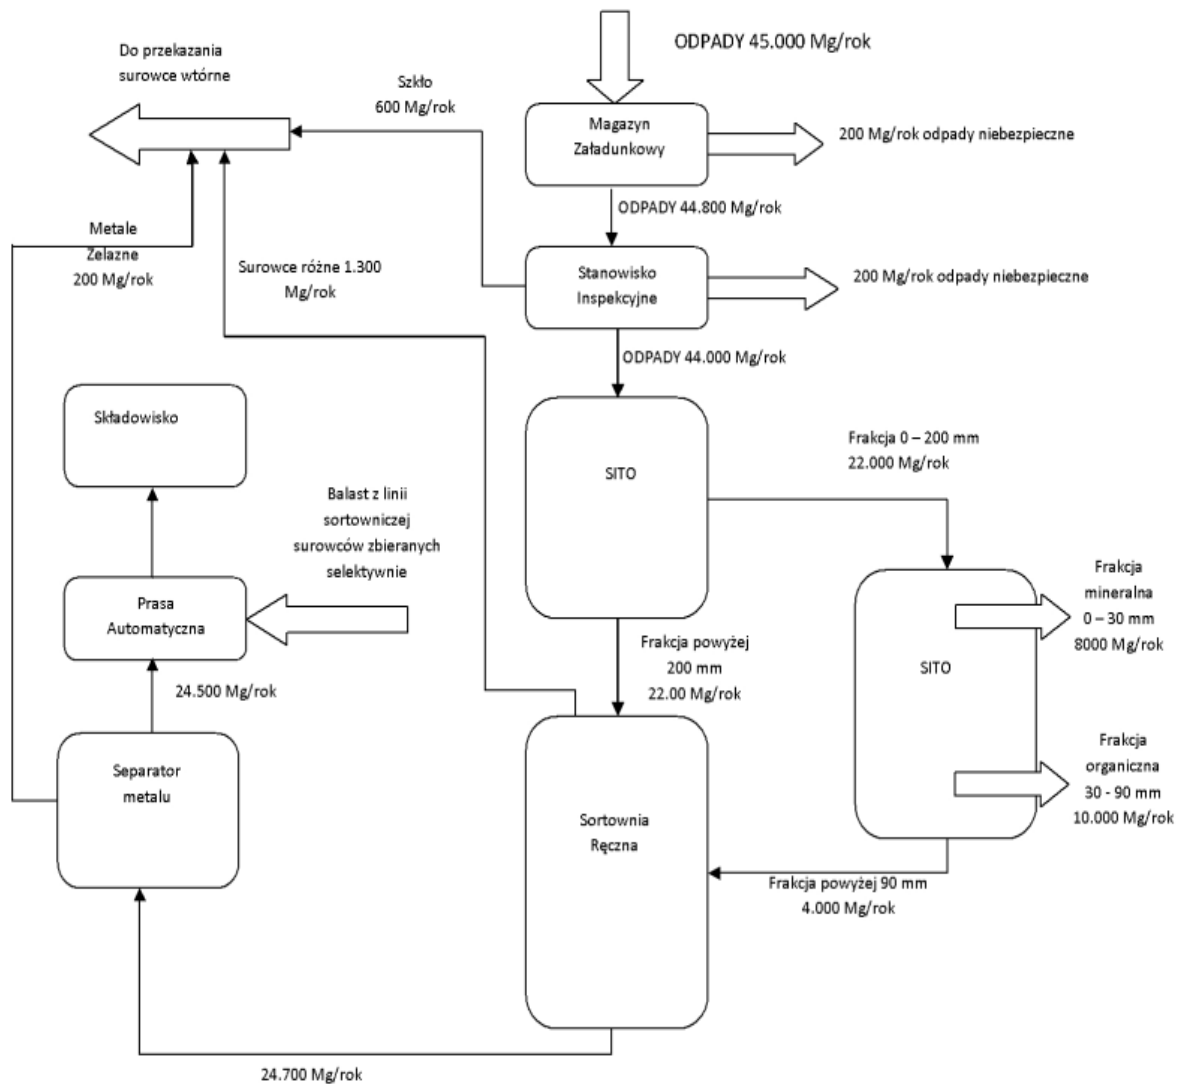 ODPADY 45.000 Mg/rok
Do przekazania
surowce wtórne
Szkło
600 Mg/rok
Magazyn
Załadunkowy
200 Mg/rok odpady niebezpieczne
ODPADY 44.800 Mg/rok
Metale
Żelazne
200 Mg/rok
Surowce różne 1.300
Mg/rok
Stanowisko
Inspekcyjne
200 Mg/rok odpady niebezpieczne
ODPADY 44.000 Mg/rok
Składowisko
SITO
Frakcja 0 – 200 mm
22.000 Mg/rok
Balast z linii
sortowniczej
surowców zbieranych
selektywnie
Prasa
Automatyczna
Frakcja
mineralna
0 – 30 mm
8000 Mg/rok
Frakcja powyżej
200 mm
22.00 Mg/rok
SITO
24.500 Mg/rok
Separator
metalu
Frakcja
organiczna
30 - 90 mm
10.000 Mg/rok
Sortownia
Ręczna
Frakcja powyżej 90 mm
4.000 Mg/rok
24.700 Mg/rok